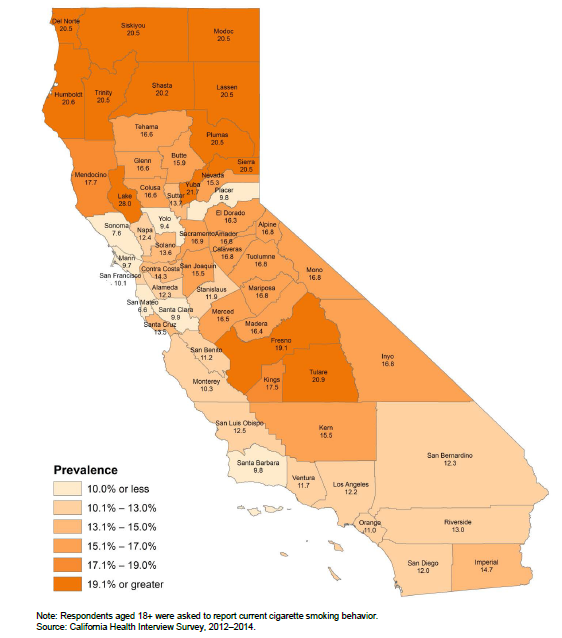 Del Norte
20.5
Siskiyou
20.5
Modoc
20.5
Humboldt
20.6
Trinity
20.5
Shasta
20.2
Lassen
20.5
Tehama
16.6
Plumas
20.5
Glenn
16.6
Butte
15.9
Sierra
20.5
Mendocino
17.7
Lake
28.0
Colusa
16.6
Sutter
13.7
Yuba
21.7
Nevada
15.3
Placer
9.8
Sonoma
7.6
Napa
12.4
Yolo
9.4
El Dorado
16.3
Alpine
16.8
Sacramento
16.9
Amador
16.8
Solano
13.6
Calaveras
16.8
Tuolumne
16.8
Mono
16.8
Marin
9.7
San Francisco
10.1
Contra Costa
14.3
San Joaquin
15.5
Alameda
12.3
Stanislaus
11.9
Mariposa
16.8
San Mateo
6.6
Santa Clara
9.9
Merced
16.5
Santa Cruz
13.5
Madera
16.4
Fresno
19.1
San Benito
11.2
Inyo
16.8
Monterey
10.3
Kings
17.5
Tulare
20.9
San Luis Obispo
12.5
Kern
15.5
Santa Barbara
9.8
Ventura
11.7
Los Angeles
12.2
San Bernardino
12.3
Orange
11.0
Riverside
13.0
San Diego
12.0
Imperial
14.7
Prevalence
10.0% or less
10.1% – 13.0%
13.1% – 15.0%
15.1% – 17.0%
17.1% – 19.0%
19.1% or greater
Note: Respondents aged 18+ were asked to report current cigarette smoking behavior.
Source: California Health Interview Survey, 2012–2014.